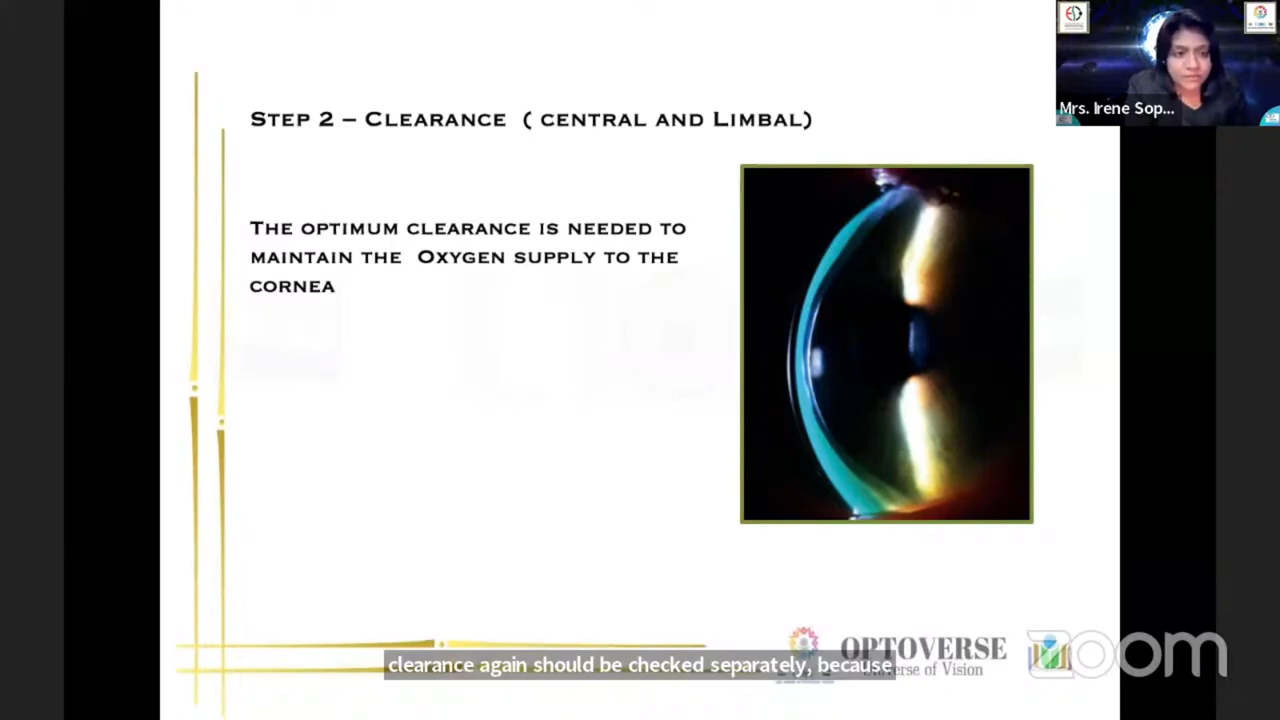 STEP 2 – CLEARANCE ( CENTRAL AND LIMBAL)
THE OPTIMUM CLEARANCE IS NEEDED TO
MAINTAIN THE OXYGEN SUPPLY TO THE
CORNEA
Mrs. Irene Sop...
OPTOVERSE
Universe of Vision
zoom
clearance again should be checked separately, because